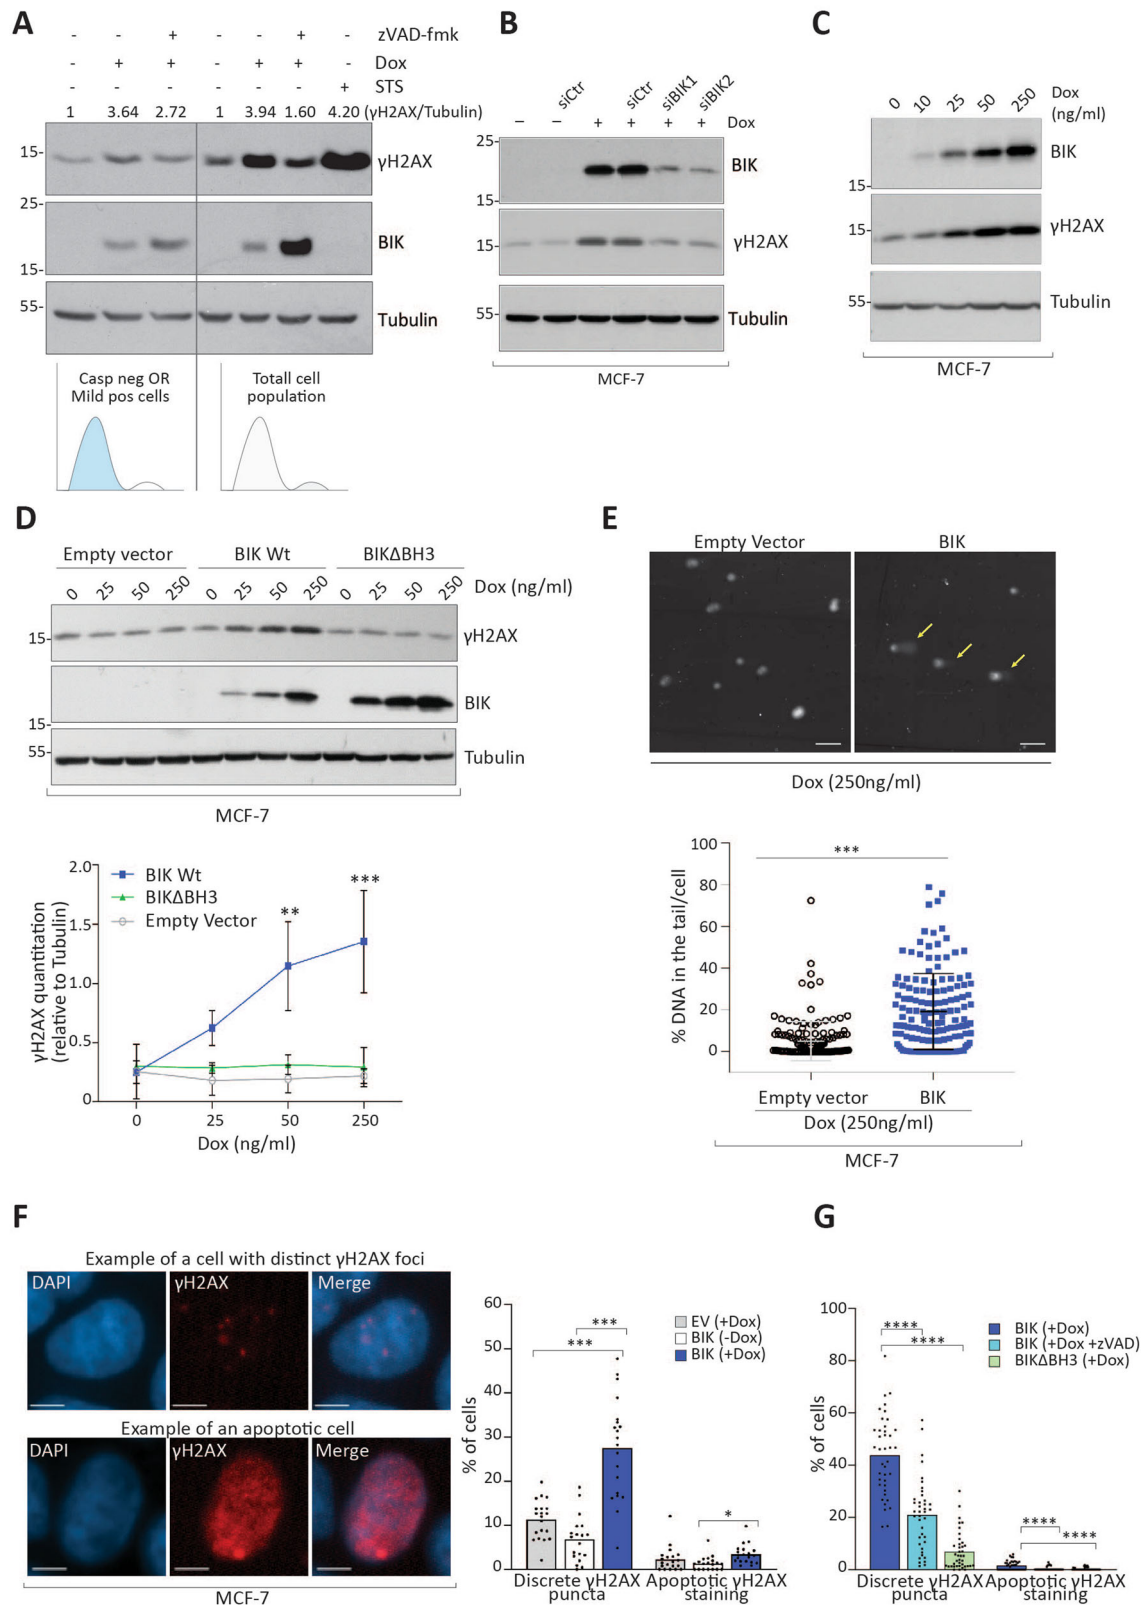 A
- - + - - + - zVAD-fmk
- + + - + + - Dox
- - - - - - + STS
1 3.64 2.72 1 3.94 1.60 4.20 (γH2AX/Tubulin)
15- γH2AX
25-
BIK
15-
55- Tubulin
Casp neg OR
Mild pos cells
Totall cell
population
B
siCtr siCtr siBIK1 siBIK2
– – + + + + Dox
25-
BIK
15-
15- γH2AX
55- Tubulin
MCF-7
C
0 10 25 50 250 Dox
(ng/ml)
BIK
15-
15- γH2AX
55- Tubulin
MCF-7
D
Empty vector BIK Wt BIKΔBH3
0 25 50 250 0 25 50 250 0 25 50 250 Dox (ng/ml)
15- γH2AX
BIK
15-
55- Tubulin
MCF-7
BIK Wt
BIKΔBH3
Empty Vector
** ***
γH2AX quantitation
(relative to Tubulin)
2.0
1.5
1.0
0.5
0
0 25 50 250
Dox (ng/ml)
E
Empty Vector BIK
Dox (250ng/ml)
***
% DNA in the tail/cell
100
80
60
40
20
0
Empty vector BIK
Dox (250ng/ml)
MCF-7
F
Example of a cell with distinct γH2AX foci
DAPI γH2AX Merge
Example of an apoptotic cell
DAPI γH2AX Merge
MCF-7
% of cells
60
50
40
30
20
10
0
EV (+Dox)
BIK (-Dox)
BIK (+Dox)
***
***
*
Discrete γH2AX
puncta
Apoptotic γH2AX
staining
G
% of cells
100
80
60
40
20
0
BIK (+Dox)
BIK (+Dox +zVAD)
BIKΔBH3 (+Dox)
****
****
****
****
Discrete γH2AX
puncta
Apoptotic γH2AX
staining